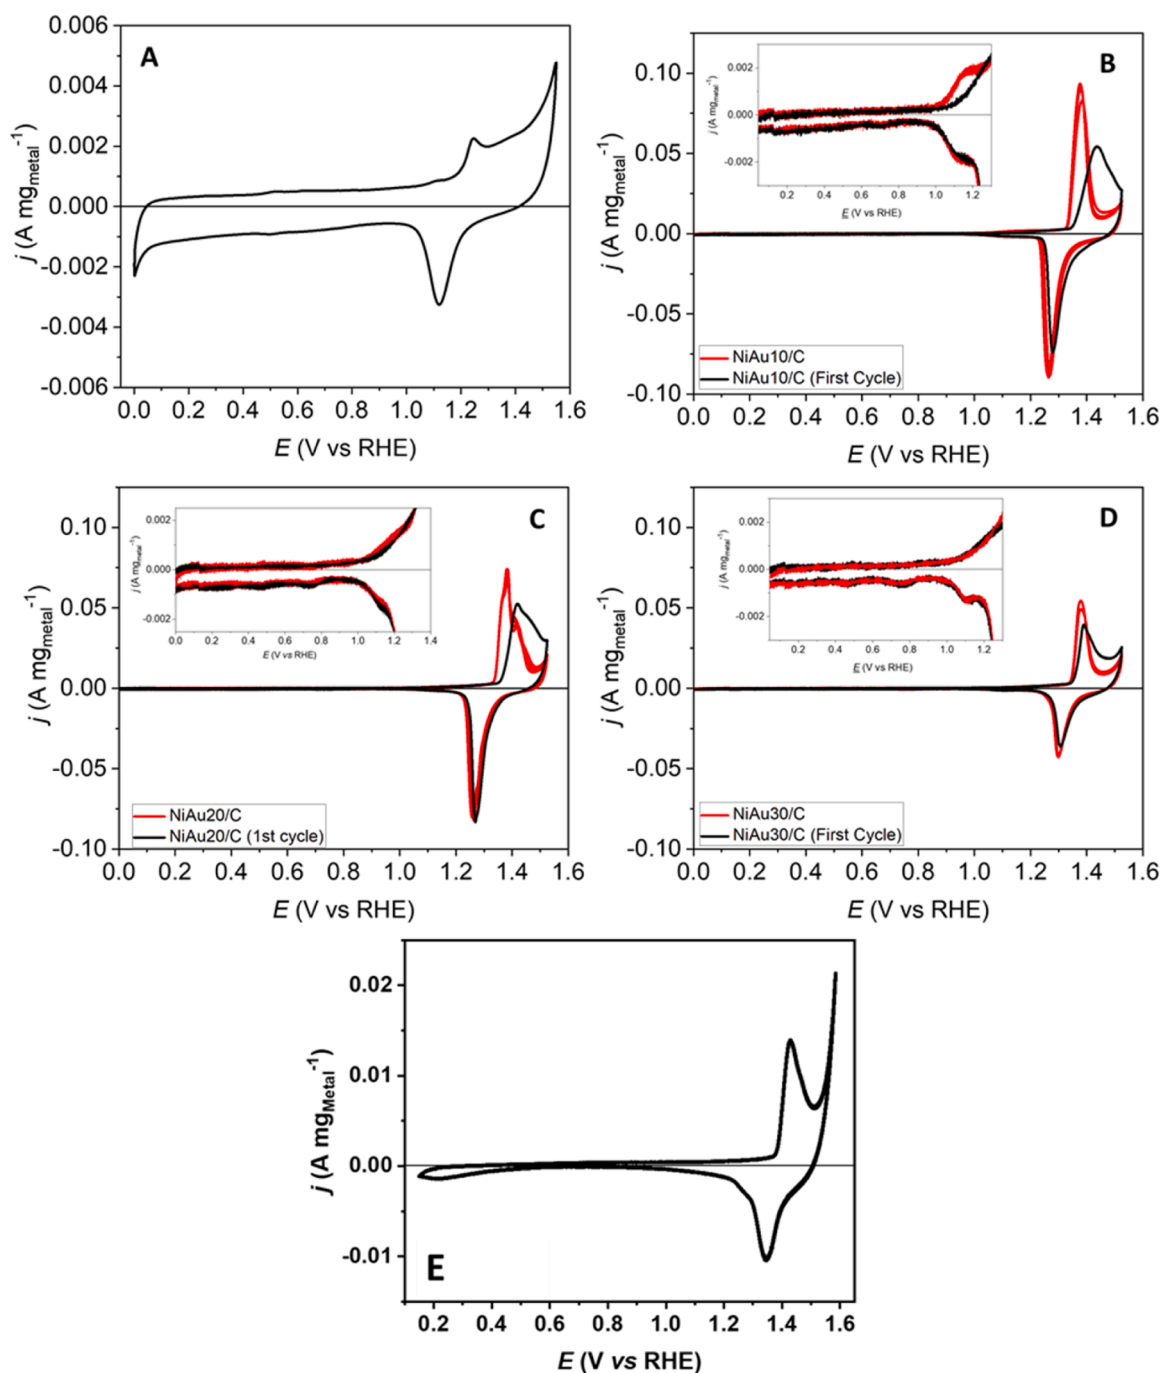 A
0.006
0.004
0.002
0.000
-0.002
-0.004
-0.006
j (A mg_metal⁻¹)
0.0 0.2 0.4 0.6 0.8 1.0 1.2 1.4 1.6
E (V vs RHE)
B
0.10
0.05
0.00
-0.05
-0.10
j (A mg_metal⁻¹)
0.002
0.000
-0.002
j (A mg_metal⁻¹)
0.2 0.4 0.6 0.8 1.0 1.2
E (V vs RHE)
NiAu10/C
NiAu10/C (First Cycle)
0.0 0.2 0.4 0.6 0.8 1.0 1.2 1.4 1.6
E (V vs RHE)
C
0.10
0.05
0.00
-0.05
-0.10
j (A mg_metal⁻¹)
0.002
0.000
-0.002
j (A mg_metal⁻¹)
0.0 0.2 0.4 0.6 0.8 1.0 1.2 1.4
E (V vs RHE)
NiAu20/C
NiAu20/C (1st cycle)
0.0 0.2 0.4 0.6 0.8 1.0 1.2 1.4 1.6
E (V vs RHE)
D
0.10
0.05
0.00
-0.05
-0.10
j (A mg_metal⁻¹)
0.002
0.000
-0.002
j (A mg_metal⁻¹)
0.2 0.4 0.6 0.8 1.0 1.2
E (V vs RHE)
NiAu30/C
NiAu30/C (First Cycle)
0.0 0.2 0.4 0.6 0.8 1.0 1.2 1.4 1.6
E (V vs RHE)
0.02
0.01
0.00
-0.01
j (A mg_Metal⁻¹)
E
0.2 0.4 0.6 0.8 1.0 1.2 1.4 1.6
E (V vs RHE)